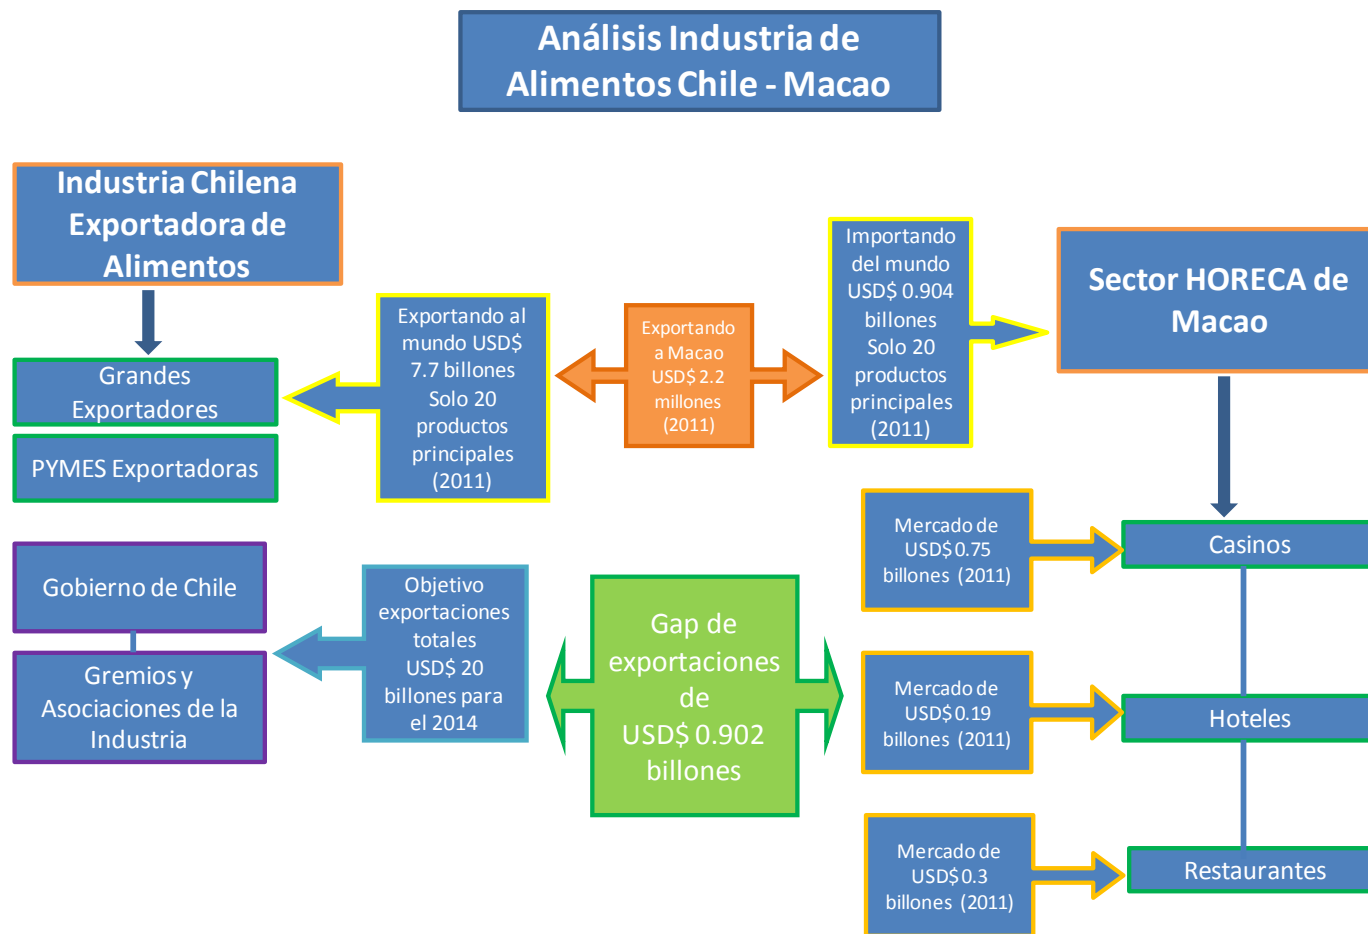 Análisis Industria de
Alimentos Chile - Macao
Industria Chilena
Exportadora de
Alimentos
Grandes
Exportadores
PYMES Exportadoras
Exportando al
mundo USD$
7.7 billones
Solo 20
productos
principales
(2011)
Exportando
a Macao
USD$ 2.2
millones
(2011)
Importando
del mundo
USD$ 0.904
billones
Solo 20
productos
principales
(2011)
Sector HORECA de
Macao
Gobierno de Chile
Gremios y
Asociaciones de la
Industria
Objetivo
exportaciones
totales
USD$ 20
billones para
el 2014
Gap de
exportaciones
de
USD$ 0.902
billones
Mercado de
USD$ 0.75
billones (2011)
Casinos
Mercado de
USD$ 0.19
billones (2011)
Hoteles
Mercado de
USD$ 0.3
billones (2011)
Restaurantes